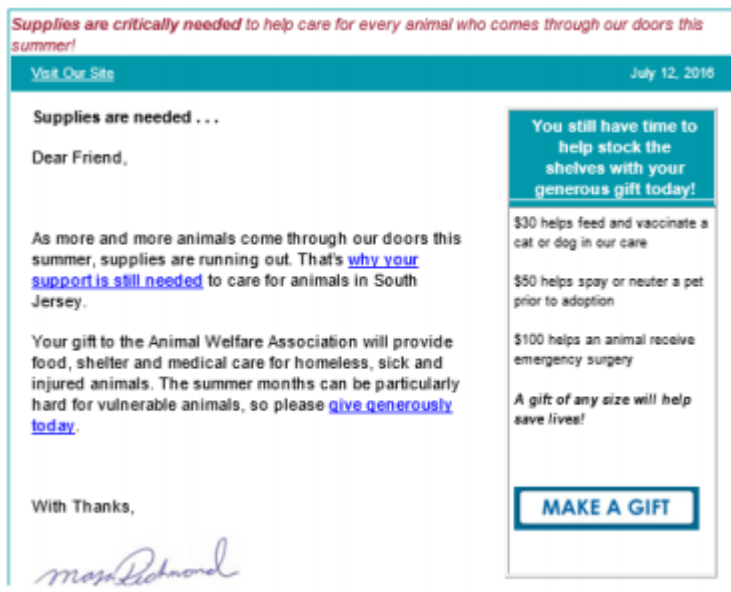 Supplies are critically needed to help care for every animal who comes through our doors this
summer!
Visit Our Site
July 12, 2016
Supplies are needed . . .
Dear Friend,
As more and more animals come through our doors this
summer, supplies are running out. That's why your
support is still needed to care for animals in South
Jersey.
Your gift to the Animal Welfare Association will provide
food, shelter and medical care for homeless, sick and
injured animals. The summer months can be particularly
hard for vulnerable animals, so please give generously
today.
With Thanks,
You still have time to
help stock the
shelves with your
generous gift today!
$30 helps feed and vaccinate a
cat or dog in our care
$50 helps spay or neuter a pet
prior to adoption
$100 helps an animal receive
emergency surgery
A gift of any size will help
save lives!
MAKE A GIFT